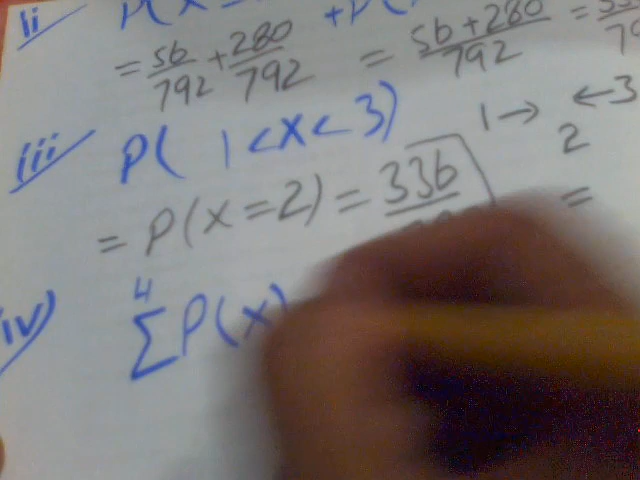 ii P(X
= 56/792 + 280/792 = 56+280/792 =
iii P( 1<X<3) 1→ ←3
2
= P(X=2) = 336 =
iv) 4
∑ P(X)